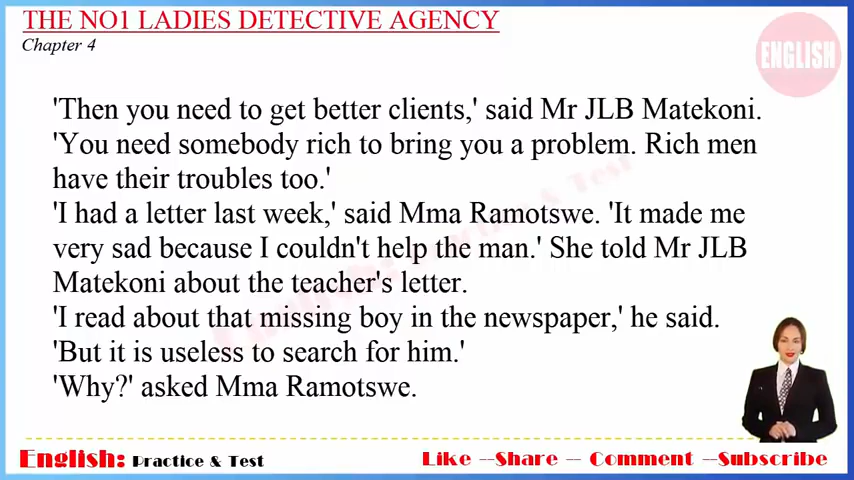 THE NO1 LADIES DETECTIVE AGENCY
Chapter 4
ENGLISH
'Then you need to get better clients,' said Mr JLB Matekoni.
'You need somebody rich to bring you a problem. Rich men
have their troubles too.'
'I had a letter last week,' said Mma Ramotswe. 'It made me
very sad because I couldn't help the man.' She told Mr JLB
Matekoni about the teacher's letter.
'I read about that missing boy in the newspaper,' he said.
'But it is useless to search for him.'
'Why?' asked Mma Ramotswe.
English: Practice & Test
English: Practice & Test
Like --Share -- Comment --Subscribe